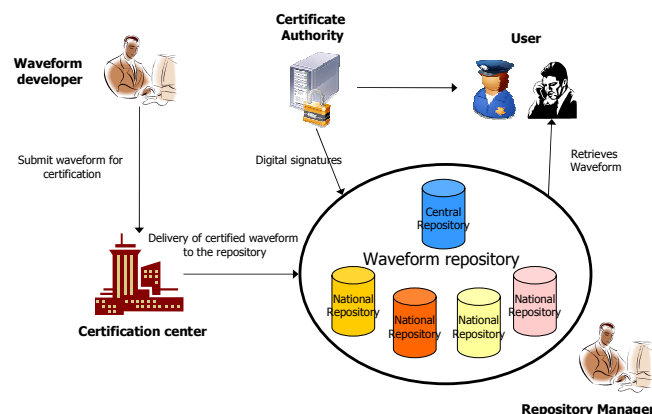 Certificate
Authority
User
Waveform
developer
Submit waveform for
certification
Digital signatures
Retrieves
Waveform
Central
Repository
Delivery of certified waveform
to the repository
Waveform repository
National
Repository
National
Repository
National
Repository
National
Repository
Certification center
Repository Manager